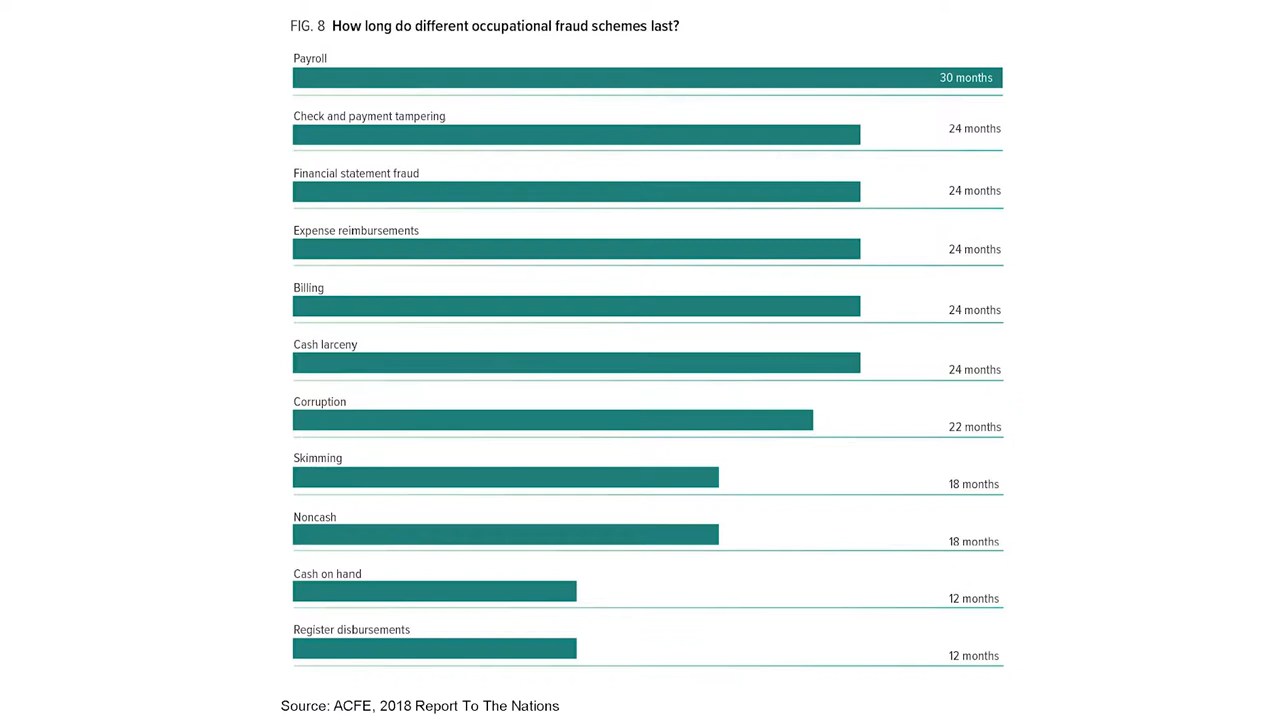 FIG. 8 How long do different occupational fraud schemes last?
Payroll
30 months
Check and payment tampering
24 months
Financial statement fraud
24 months
Expense reimbursements
24 months
Billing
24 months
Cash larceny
24 months
Corruption
22 months
Skimming
18 months
Noncash
18 months
Cash on hand
12 months
Register disbursements
12 months
Source: ACFE, 2018 Report To The Nations